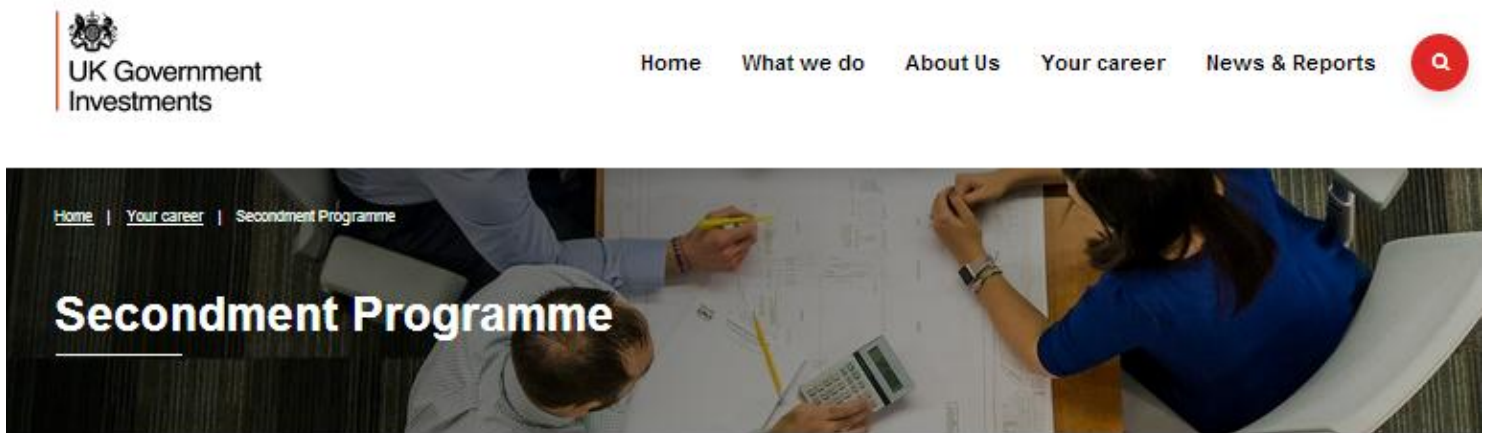 UK Government
Investments
Home What we do About Us Your career News & Reports
Home | Your career | Secondment Programme
Secondment Programme